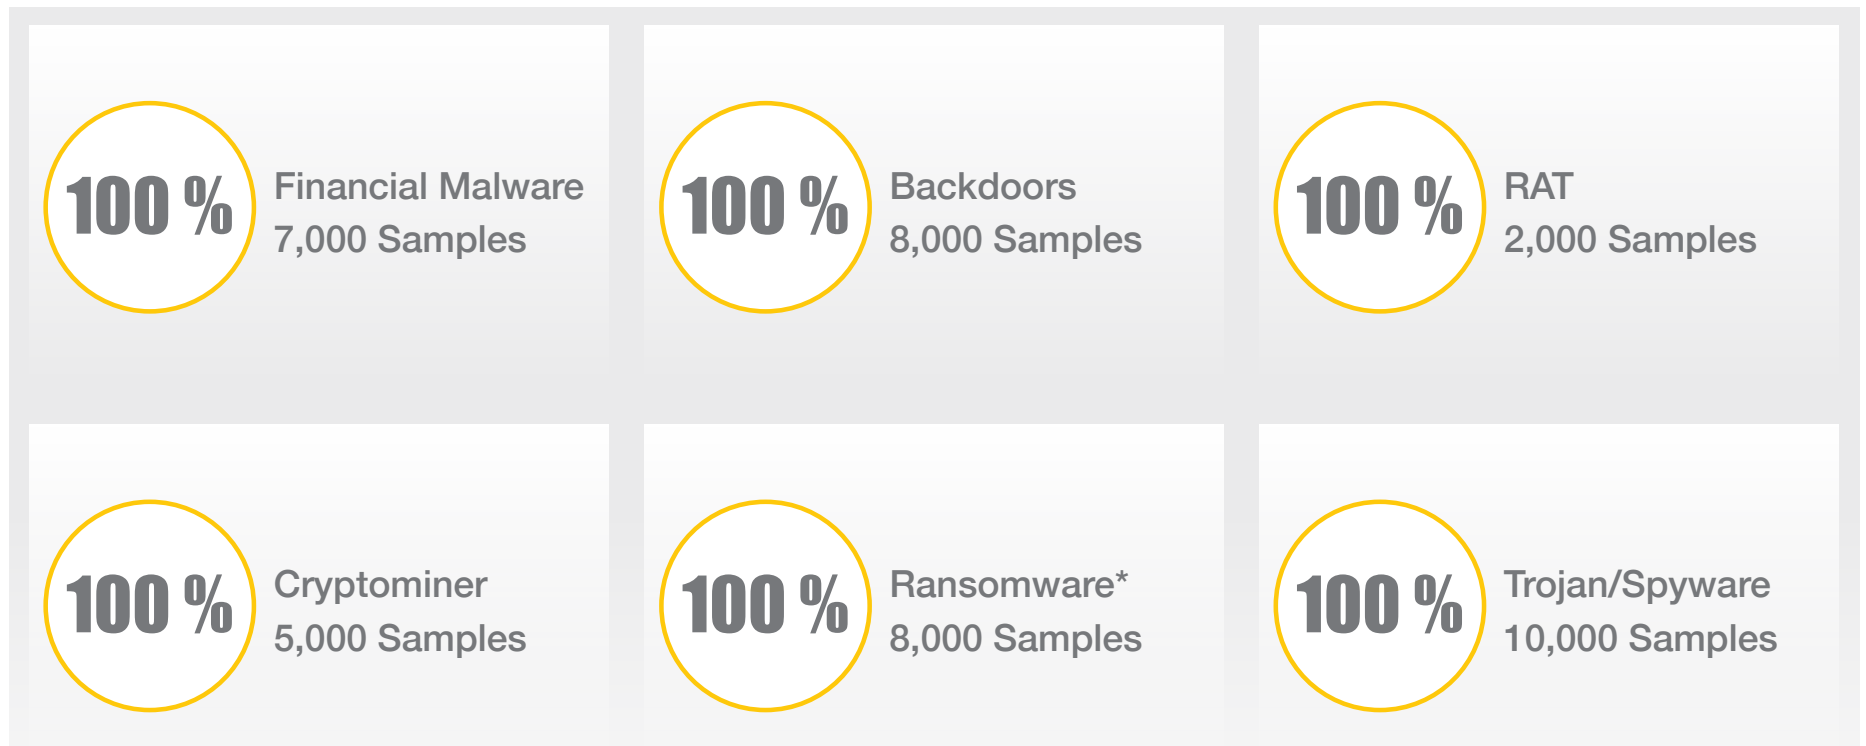 100 %
Financial Malware
7,000 Samples
100 %
Backdoors
8,000 Samples
100 %
RAT
2,000 Samples
100 %
Cryptominer
5,000 Samples
100 %
Ransomware*
8,000 Samples
100 %
Trojan/Spyware
10,000 Samples